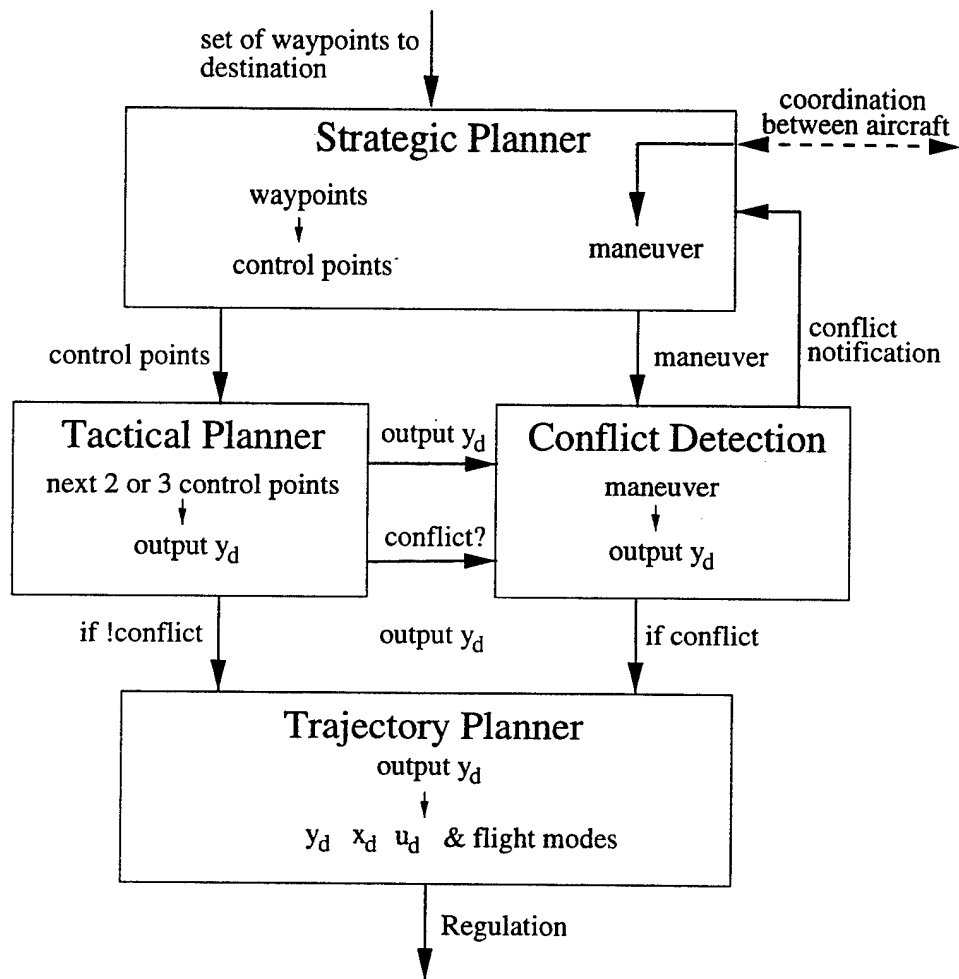 set of waypoints to
destination
coordination
between aircraft
Strategic Planner
waypoints
control points
maneuver
control points
maneuver
conflict
notification
Tactical Planner
next 2 or 3 control points
output y_d
output y_d
conflict?
Conflict Detection
maneuver
output y_d
if !conflict
output y_d
if conflict
Trajectory Planner
output y_d
y_d x_d u_d & flight modes
Regulation